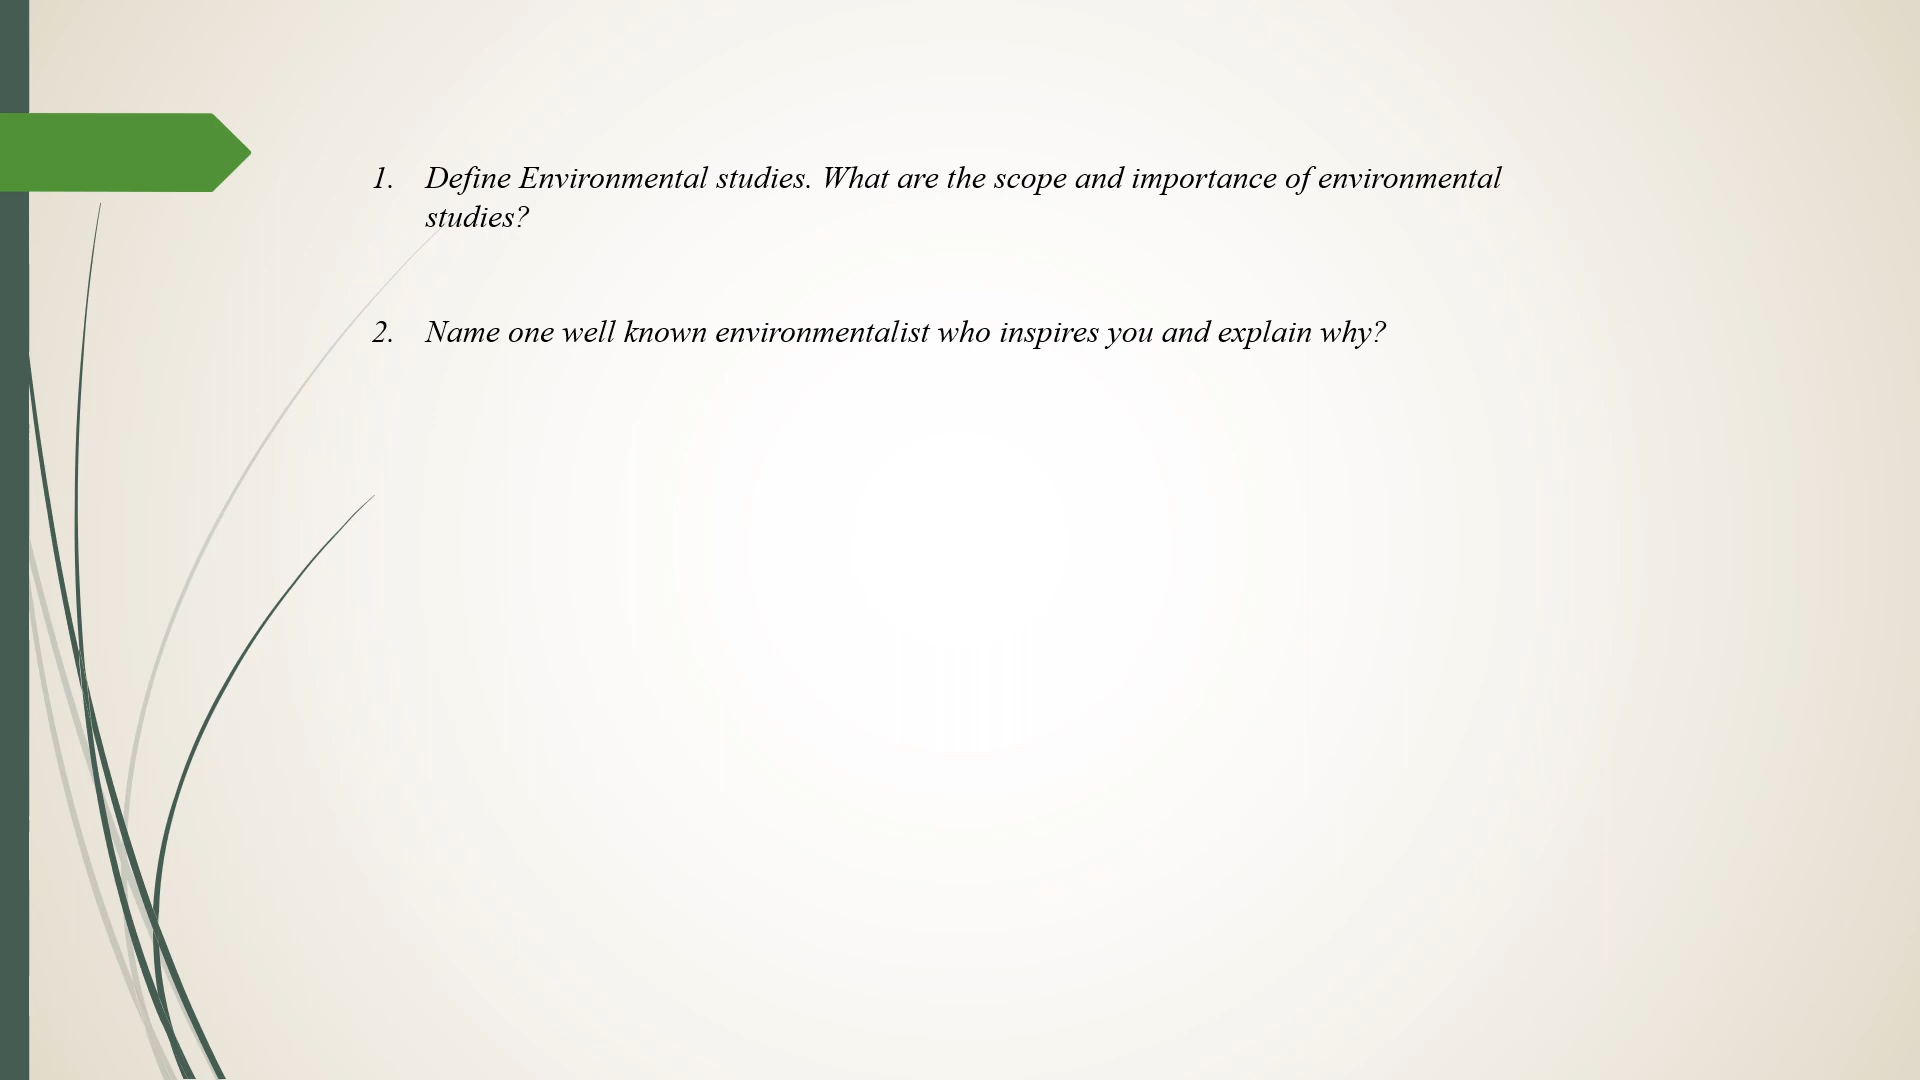 1. Define Environmental studies. What are the scope and importance of environmental
studies?
2. Name one well known environmentalist who inspires you and explain why?